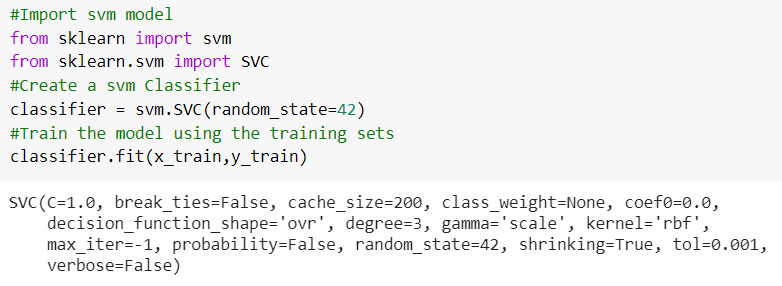 #Import svm model
from sklearn import svm
from sklearn.svm import SVC
#Create a svm Classifier
classifier = svm.SVC(random_state=42)
#Train the model using the training sets
classifier.fit(x_train,y_train)
SVC(C=1.0, break_ties=False, cache_size=200, class_weight=None, coef0=0.0,
decision_function_shape='ovr', degree=3, gamma='scale', kernel='rbf',
max_iter=-1, probability=False, random_state=42, shrinking=True, tol=0.001,
verbose=False)